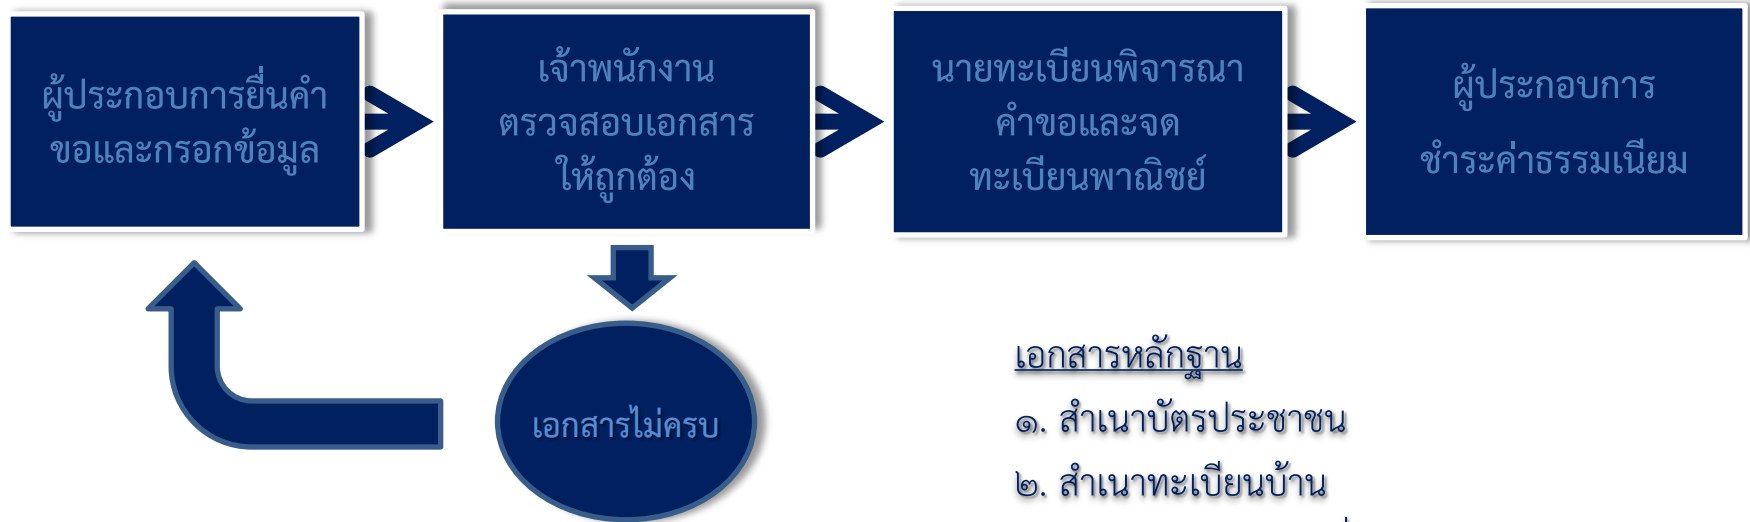 ผู้ประกอบการยื่นคำ
ขอและกรอกข้อมูล
เจ้าพนักงาน
ตรวจสอบเอกสาร
ให้ถูกต้อง
นายทะเบียนพิจารณา
คำขอและจด
ทะเบียนพาณิชย์
ผู้ประกอบการ
ชำระค่าธรรมเนียม
เอกสารไม่ครบ
เอกสารหลักฐาน
๑. สำเนาบัตรประชาชน
๒. สำเนาทะเบียนบ้าน